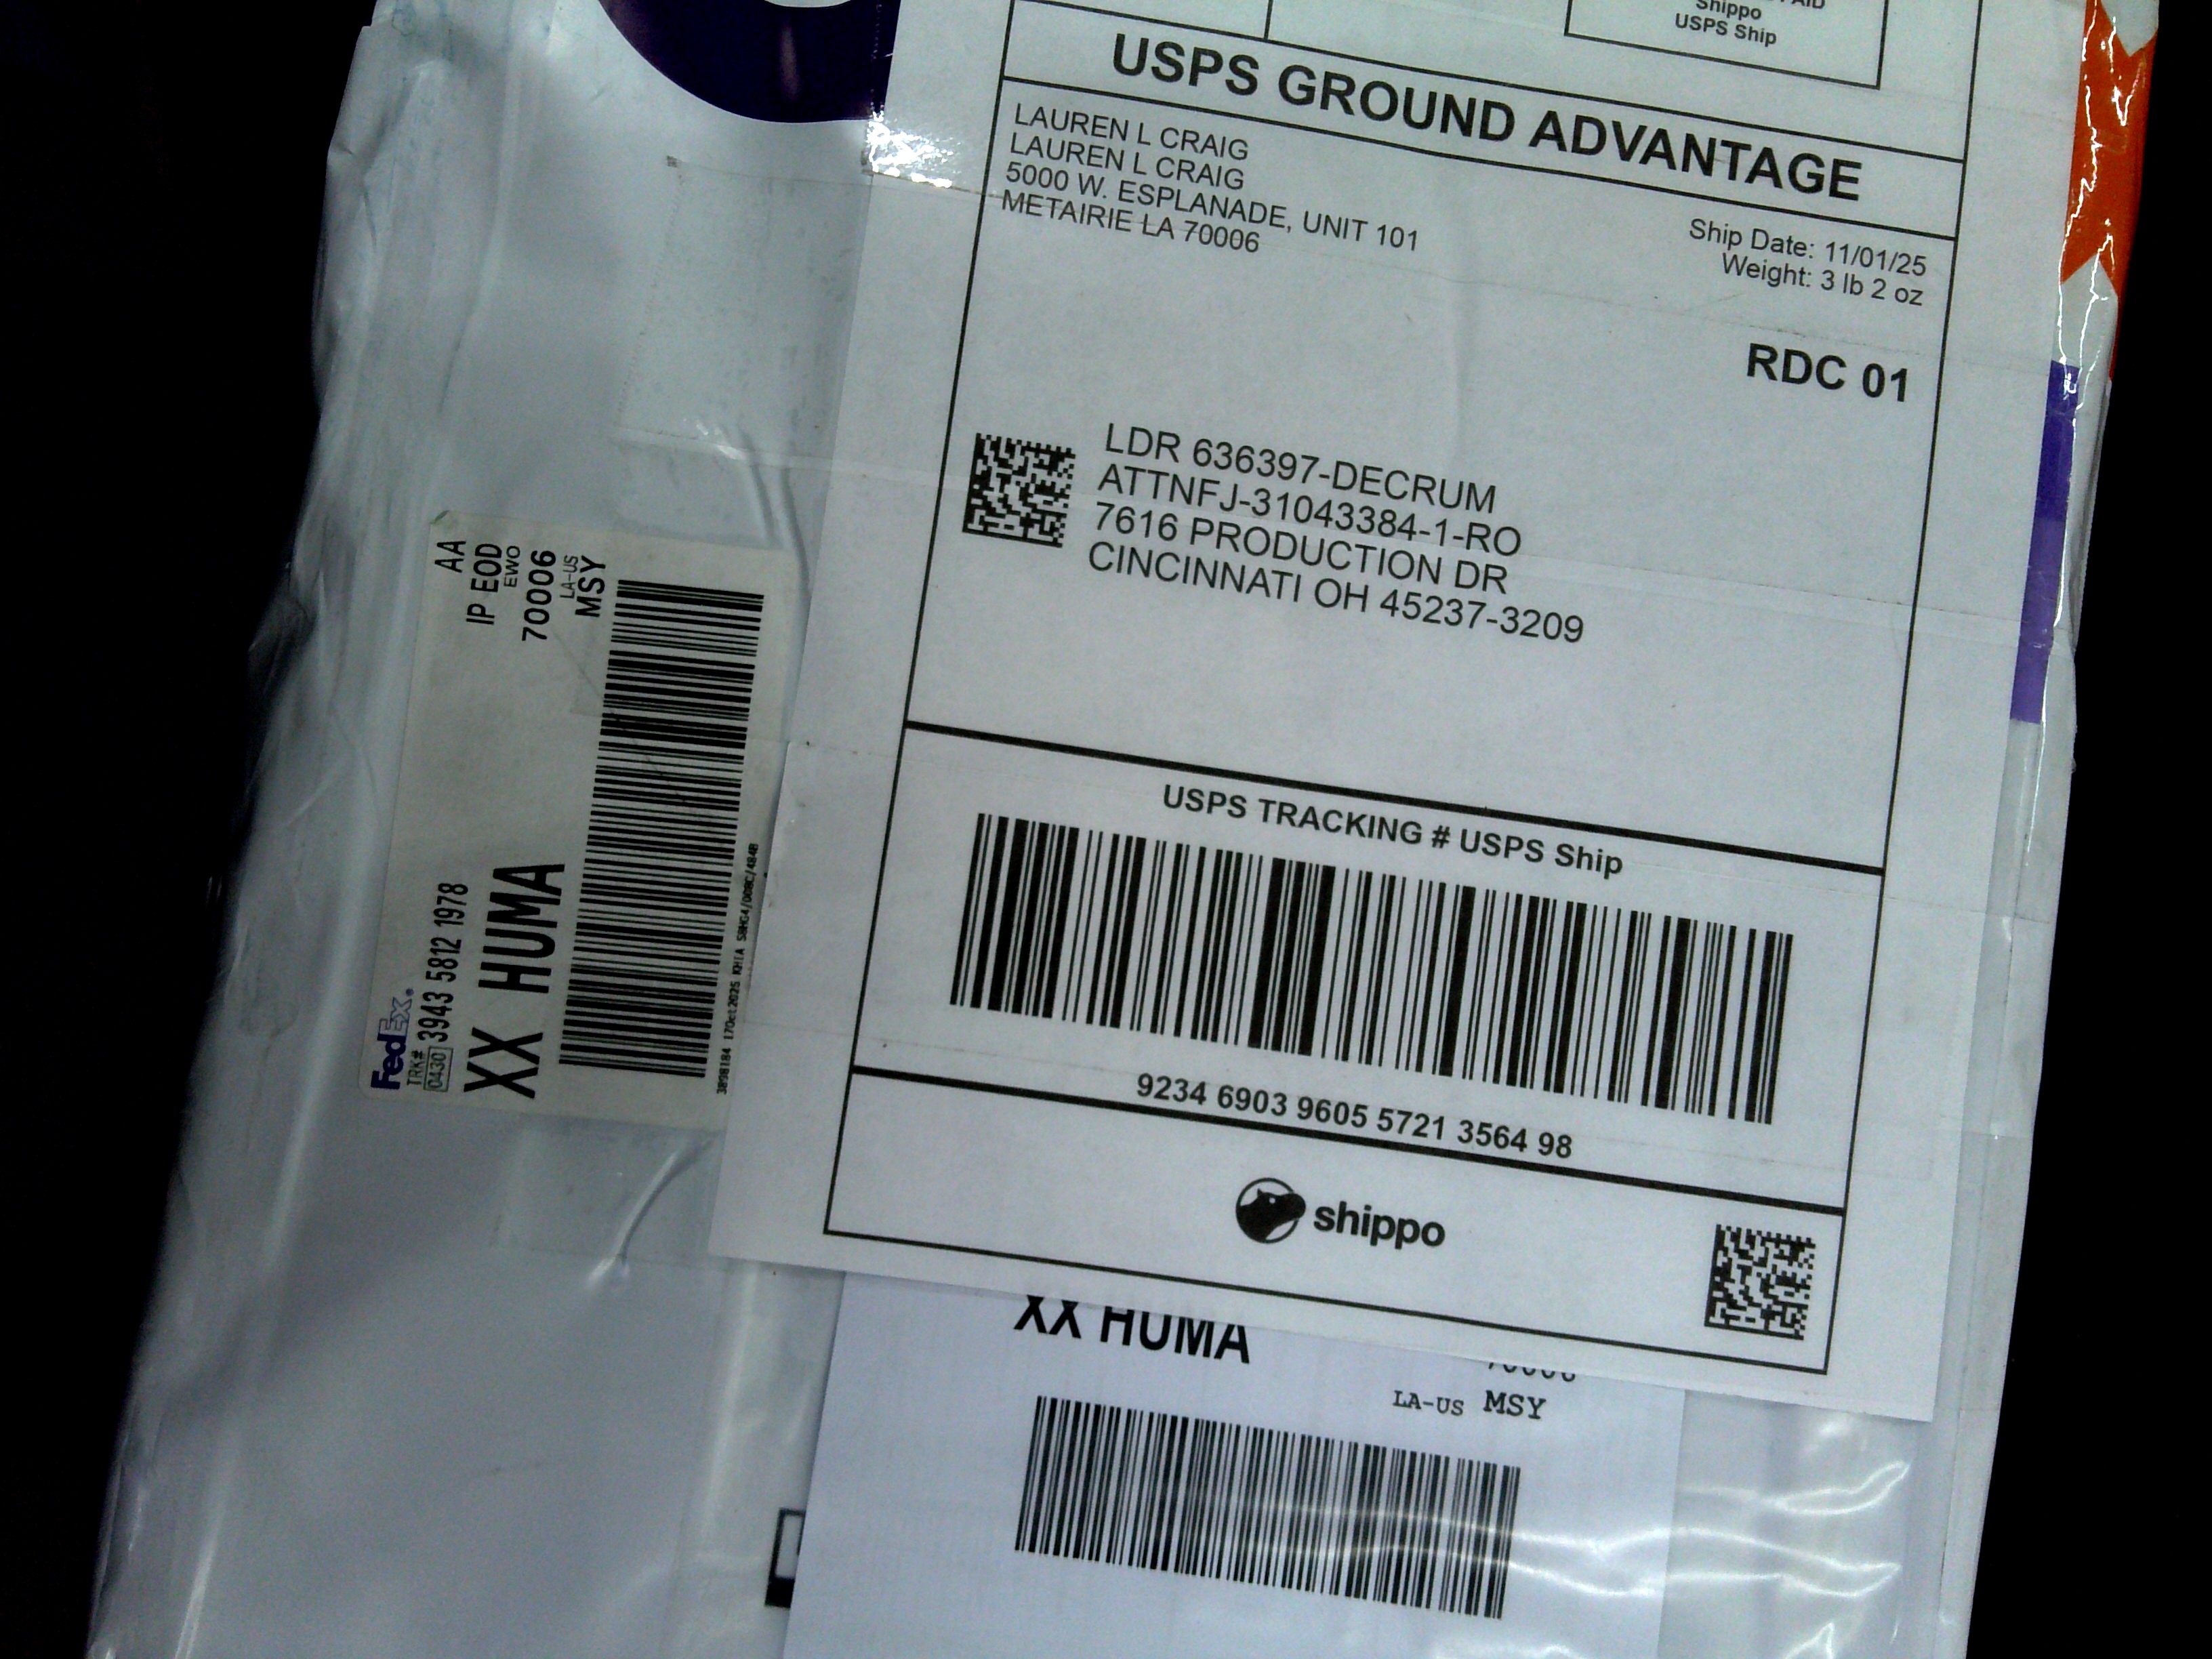 Shippo
USPS Ship
USPS GROUND ADVANTAGE
LAUREN L CRAIG
LAUREN L CRAIG
5000 W. ESPLANADE, UNIT 101
METAIRIE LA 70006
Ship Date: 11/01/25
Weight: 3 lb 2 oz
RDC 01
LDR 636397-DECRUM
ATTNFJ-31043384-1-RO
7616 PRODUCTION DR
CINCINNATI OH 45237-3209
USPS TRACKING # USPS Ship
9234 6903 9605 5721 3564 98
shippo
FedEx®
TRK# 3943 5812 1978
0430
XX HUMA
AA
IP EOD
EWO
70006
LA-US
MSY
XX HUMA
LA-US MSY